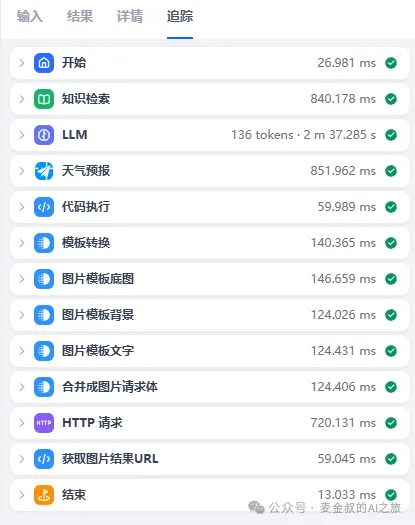 输入 结果 详情 追踪
开始 26.981 ms
知识检索 840.178 ms
LLM 136 tokens · 2 m 37.285 s
天气预报 851.962 ms
代码执行 59.989 ms
模板转换 140.365 ms
图片模板底图 146.659 ms
图片模板背景 124.026 ms
图片模板文字 124.431 ms
合并成图片请求体 124.406 ms
HTTP HTTP 请求 720.131 ms
获取图片结果URL 59.045 ms
结束 13.033 ms
公众号 · 麦金叔的AI之旅